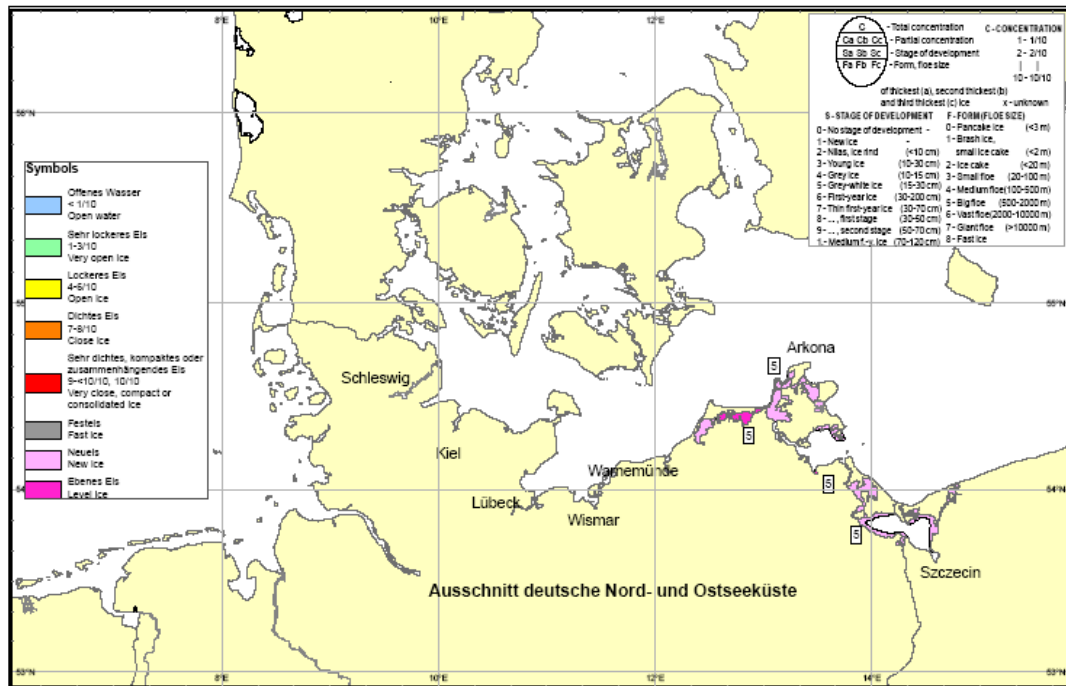 6°E
8°E
10°E
12°E
C - Total concentration
Ca Cb Cc - Partial concentration
Sa Sb Sc - Stage of development
Fa Fb Fc - Form, floe size
C - CONCENTRATION
1 - 1/10
2 - 2/10
| |
10 - 10/10
of thickest (a), second thickest (b)
and third thickest (c) ice x - unknown
S - STAGE OF DEVELOPMENT
0 - No stage of development -
1 - New ice -
2 - Nilas, ice rind (<10 cm)
3 - Young ice (10-30 cm)
4 - Grey ice (10-15 cm)
5 - Grey-white ice (15-30 cm)
6 - First-year ice (30-200 cm)
7 - Thin first-year ice (30-70 cm)
8 - ..., first stage (30-50 cm)
9 - ..., second stage (50-70 cm)
1. - Medium f.-y. ice (70-120 cm)
F - FORM (FLOE SIZE)
0 - Pancake ice (<3 m)
1 - Brash ice,
small ice cake (<2 m)
2 - Ice cake (<20 m)
3 - Small floe (20-100 m)
4 - Medium floe (100-500 m)
5 - Big floe (500-2000 m)
6 - Vast floe (2000-10000 m)
7 - Giant floe (>10000 m)
8 - Fast ice
56°N
Symbols
Offenes Wasser
< 1/10
Open water
Sehr lockeres Eis
1-3/10
Very open ice
Lockeres Eis
4-6/10
Open ice
Dichtes Eis
7-8/10
Close ice
Sehr dichtes, kompaktes oder
zusammenhängendes Eis
9-<10/10, 10/10
Very close, compact or
consolidated ice
Festeis
Fast ice
Neueis
New ice
Ebenes Eis
Level ice
55°N
55°N
Arkona
5
Schleswig
5
Kiel
Warnemünde
5
54°N
54°N
Lübeck
Wismar
5
Szczecin
Ausschnitt deutsche Nord- und Ostseeküste
53°N
53°N
8°E
10°E
12°E
14°E